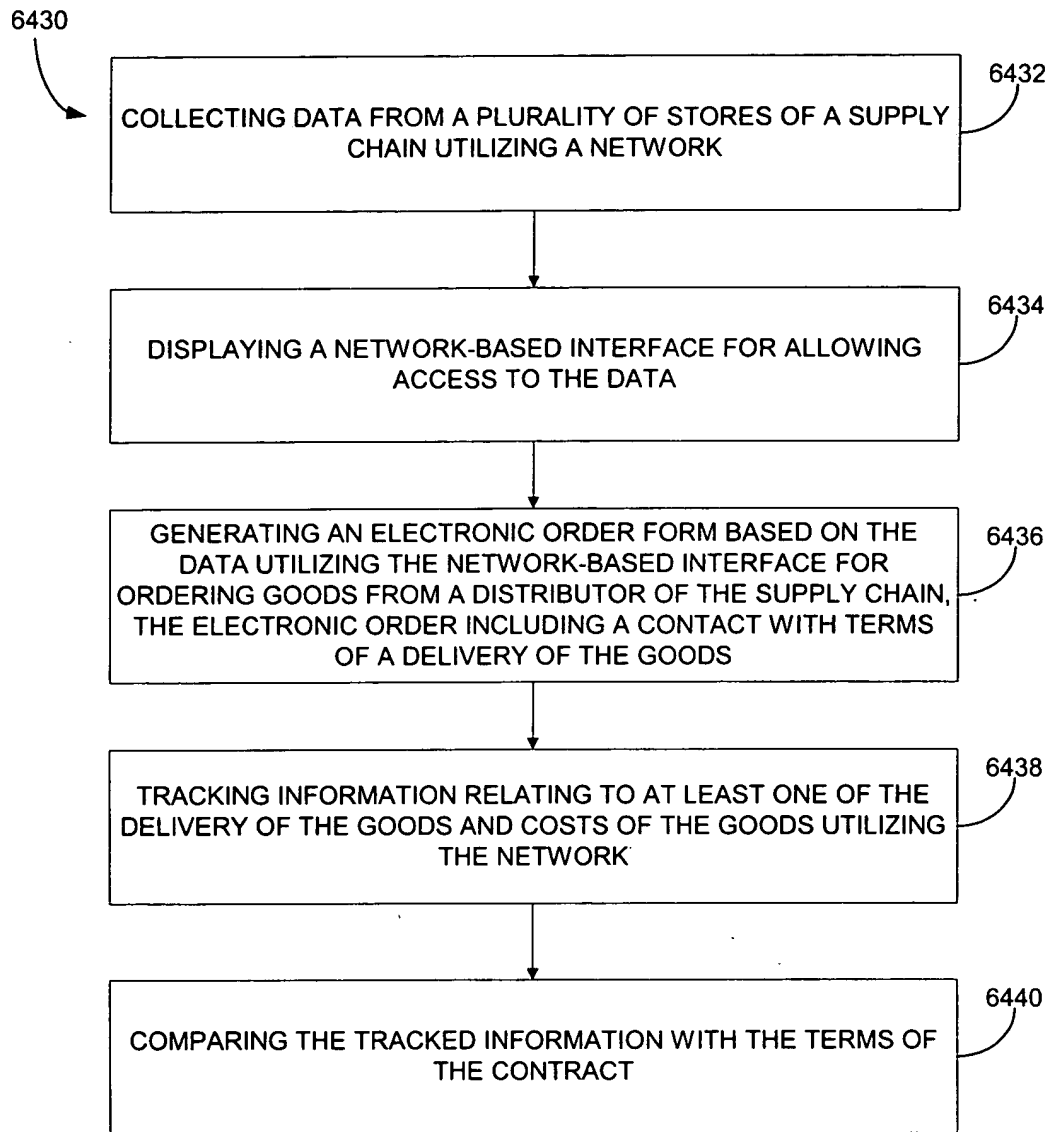 6430
6432
COLLECTING DATA FROM A PLURALITY OF STORES OF A SUPPLY
CHAIN UTILIZING A NETWORK
6434
DISPLAYING A NETWORK-BASED INTERFACE FOR ALLOWING
ACCESS TO THE DATA
6436
GENERATING AN ELECTRONIC ORDER FORM BASED ON THE
DATA UTILIZING THE NETWORK-BASED INTERFACE FOR
ORDERING GOODS FROM A DISTRIBUTOR OF THE SUPPLY CHAIN,
THE ELECTRONIC ORDER INCLUDING A CONTACT WITH TERMS
OF A DELIVERY OF THE GOODS
6438
TRACKING INFORMATION RELATING TO AT LEAST ONE OF THE
DELIVERY OF THE GOODS AND COSTS OF THE GOODS UTILIZING
THE NETWORK
6440
COMPARING THE TRACKED INFORMATION WITH THE TERMS OF
THE CONTRACT